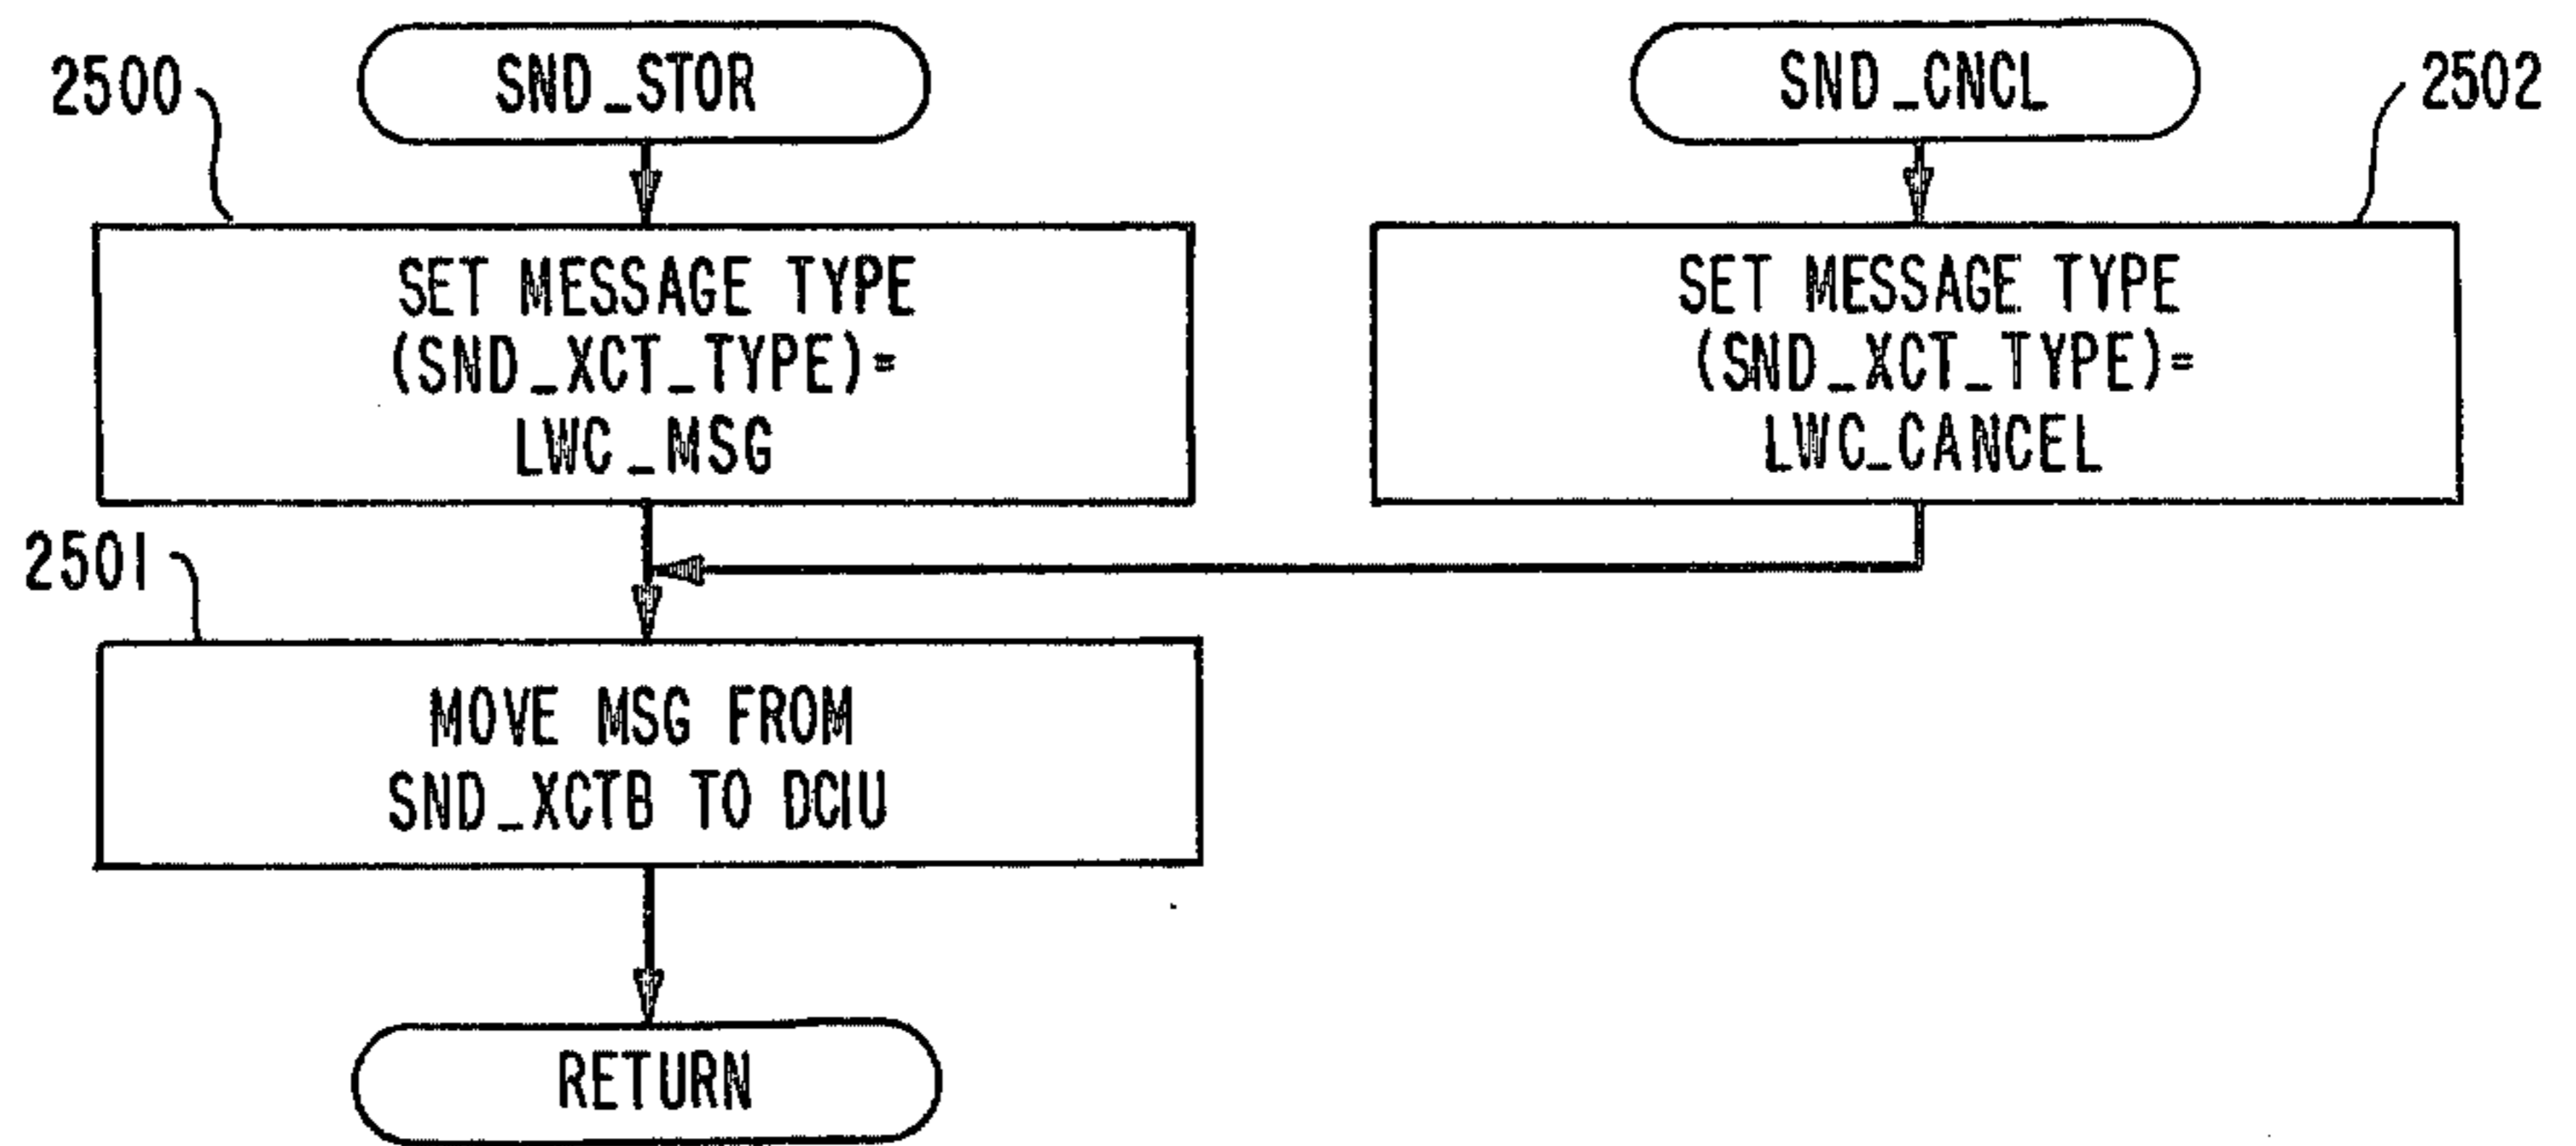 2500
SND_STOR
SET MESSAGE TYPE
(SND_XCT_TYPE)=
LWC_MSG
SND_CNCL
2502
SET MESSAGE TYPE
(SND_XCT_TYPE)=
LWC_CANCEL
2501
MOVE MSG FROM
SND_XCTB TO DCIU
RETURN